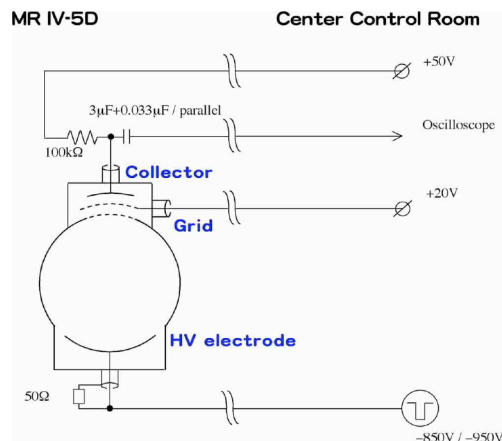 MR IV-5D
Center Control Room
+50V
3μF+0.033μF / parallel
Oscilloscope
100kΩ
Collector
+20V
Grid
HV electrode
50Ω
−850V / −950V